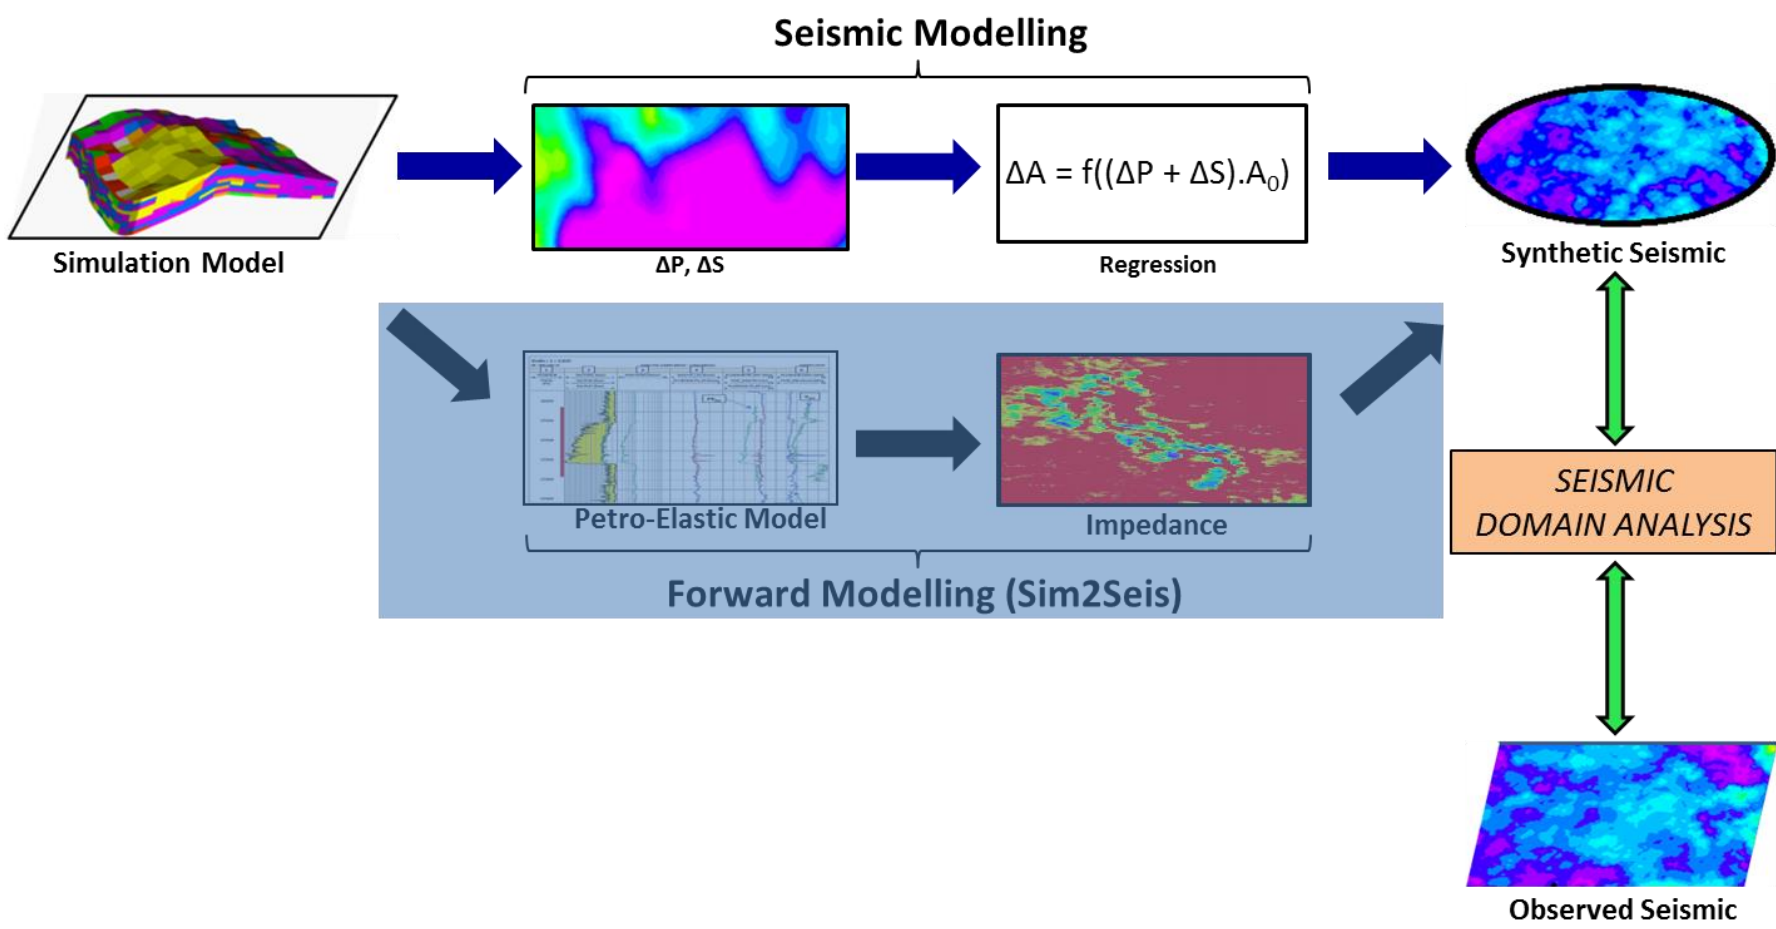 Seismic Modelling
ΔA = f((ΔP + ΔS).A₀)
Simulation Model
ΔP, ΔS
Regression
Synthetic Seismic
Petro-Elastic Model
Impedance
Forward Modelling (Sim2Seis)
SEISMIC
DOMAIN ANALYSIS
Observed Seismic